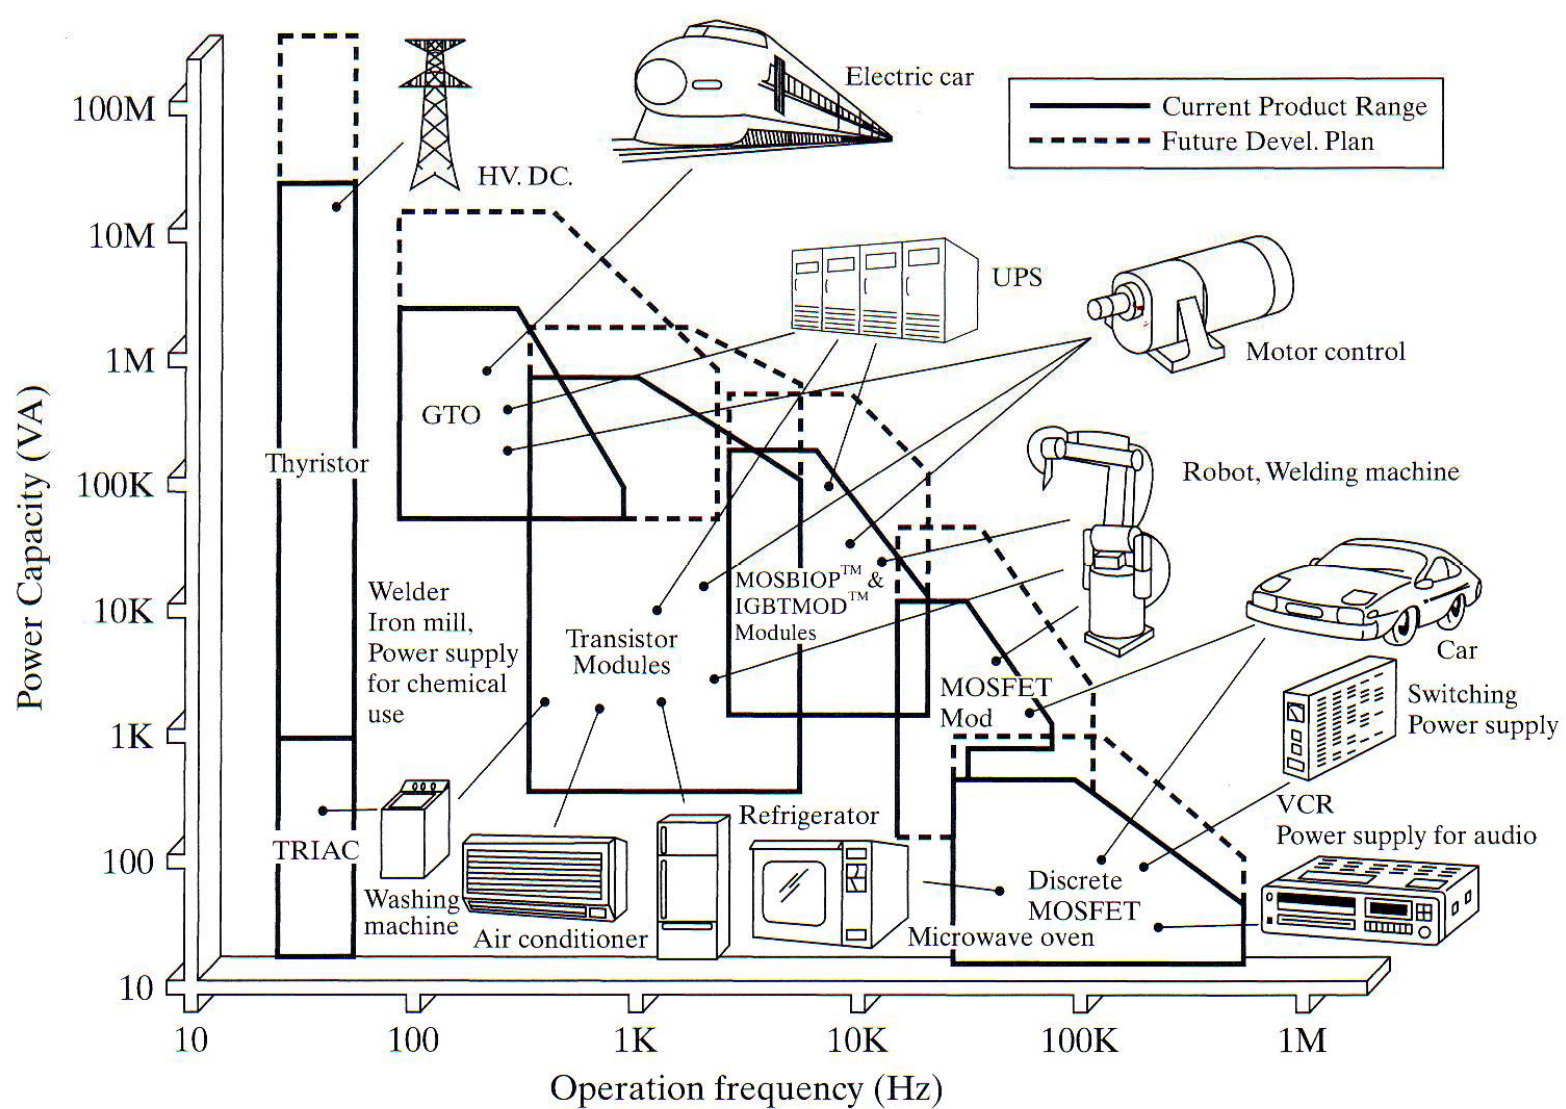 Electric car
Current Product Range
Future Devel. Plan
100M
HV. DC.
10M
UPS
1M
Motor control
GTO
Thyristor
100K
Robot, Welding machine
Power Capacity (VA)
MOSBIOP™ &
IGBTMOD™
Modules
Welder
Iron mill,
Power supply
for chemical
use
10K
Transistor
Modules
Car
MOSFET
Mod
Switching
Power supply
1K
VCR
Power supply for audio
Refrigerator
TRIAC
100
Discrete
MOSFET
Washing
machine
Air conditioner
Microwave oven
10
10
100
1K
10K
100K
1M
Operation frequency (Hz)